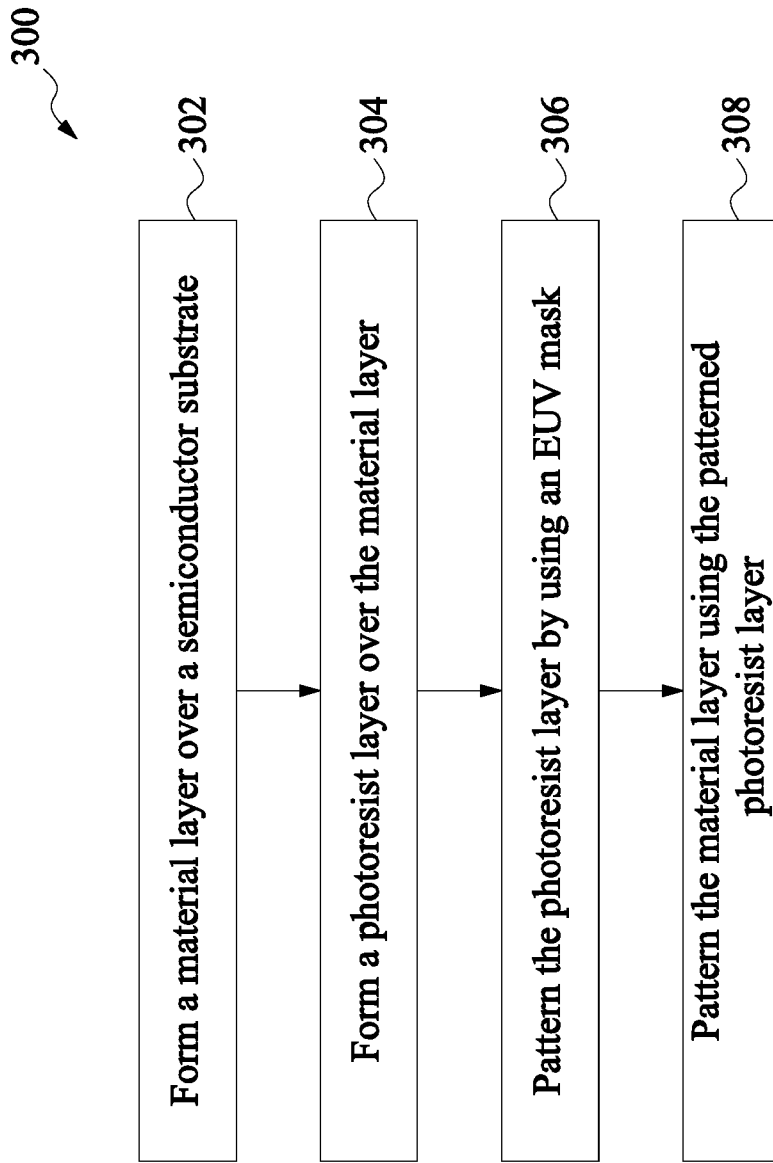 300
Form a material layer over a semiconductor substrate
302
Form a photoresist layer over the material layer
304
Pattern the photoresist layer by using an EUV mask
306
Pattern the material layer using the patterned
photoresist layer
308